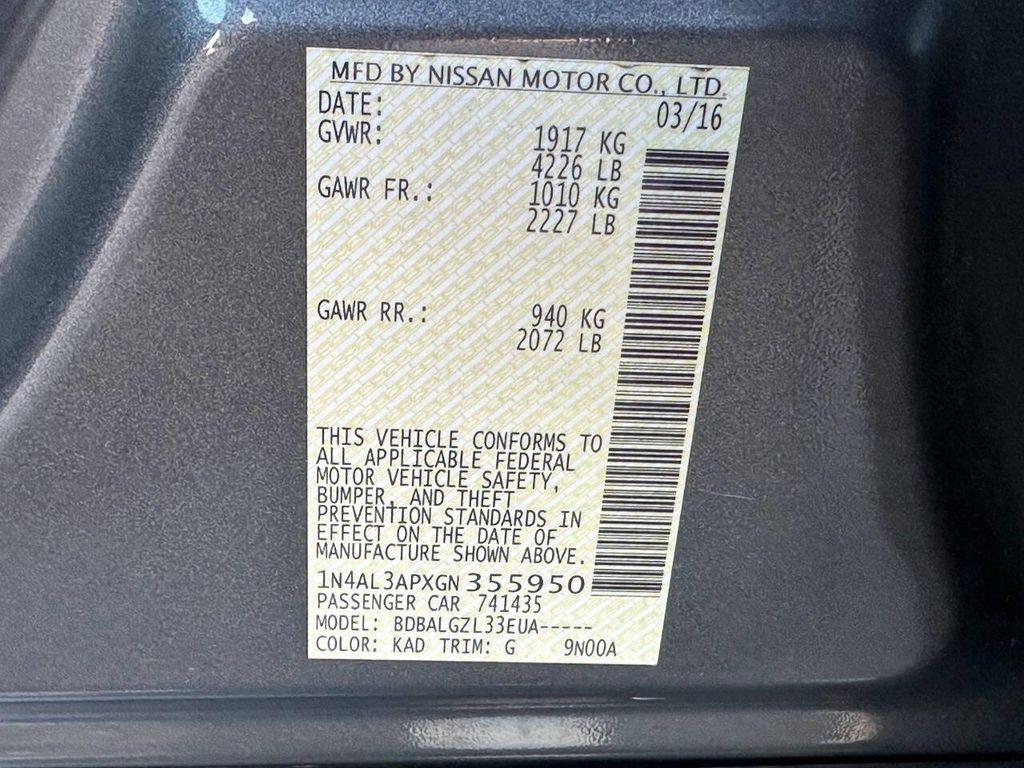 MFD BY NISSAN MOTOR CO., LTD.
DATE: 03/16
GVWR: 1917 KG
4226 LB
GAWR FR.: 1010 KG
2227 LB
GAWR RR.: 940 KG
2072 LB
THIS VEHICLE CONFORMS TO
ALL APPLICABLE FEDERAL
MOTOR VEHICLE SAFETY,
BUMPER, AND THEFT
PREVENTION STANDARDS IN
EFFECT ON THE DATE OF
MANUFACTURE SHOWN ABOVE.
1N4AL3APXGN355950
PASSENGER CAR 741435
MODEL: BDBALGZL33EUA-----
COLOR: KAD TRIM: G 9N00A